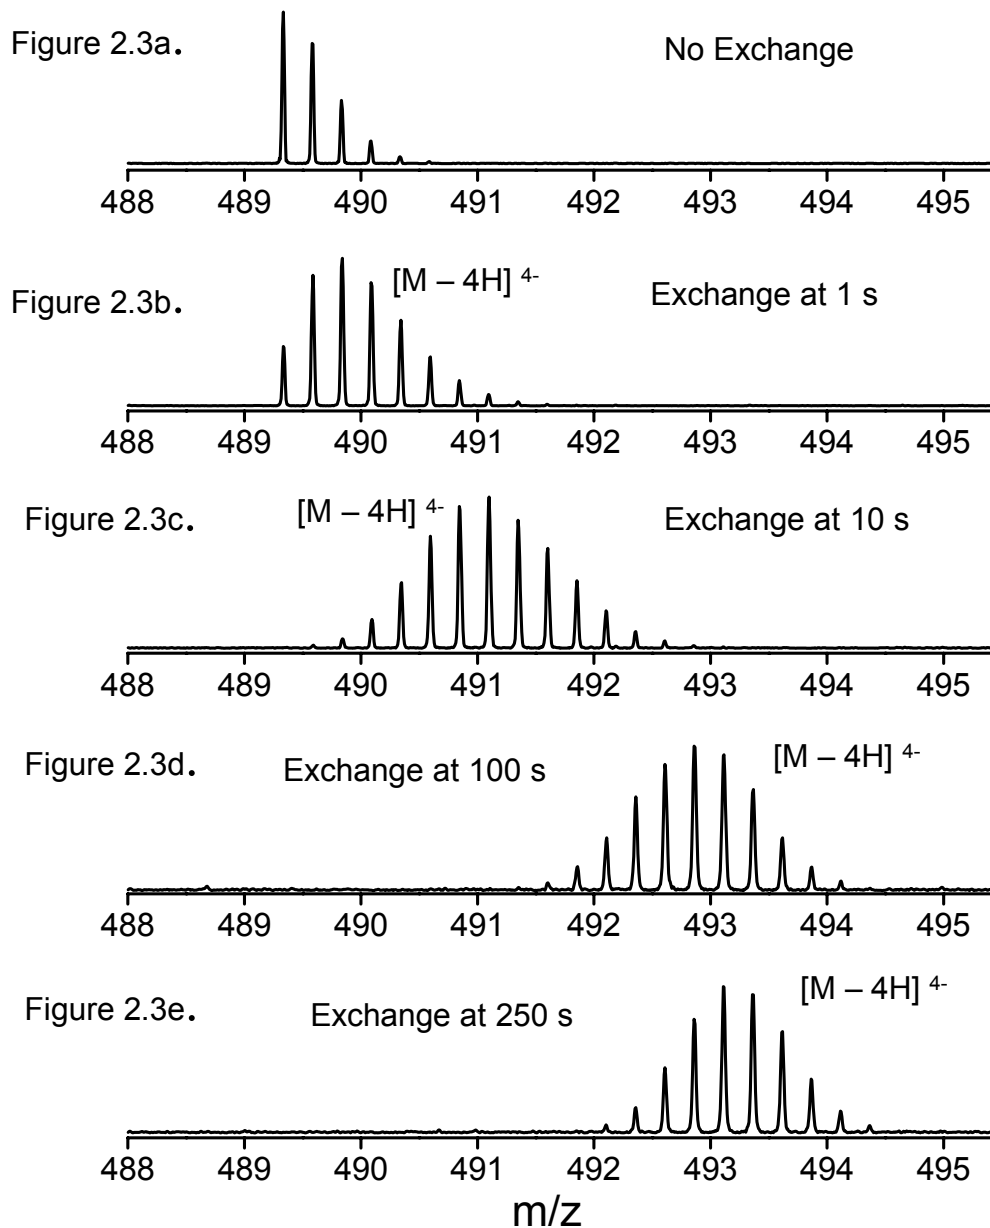 Figure 2.3a.
No Exchange
488 489 490 491 492 493 494 495
Figure 2.3b.
[M – 4H] 4-
Exchange at 1 s
488 489 490 491 492 493 494 495
Figure 2.3c.
[M – 4H] 4-
Exchange at 10 s
488 489 490 491 492 493 494 495
Figure 2.3d.
Exchange at 100 s
[M – 4H] 4-
488 489 490 491 492 493 494 495
Figure 2.3e.
Exchange at 250 s
[M – 4H] 4-
488 489 490 491 492 493 494 495
m/z